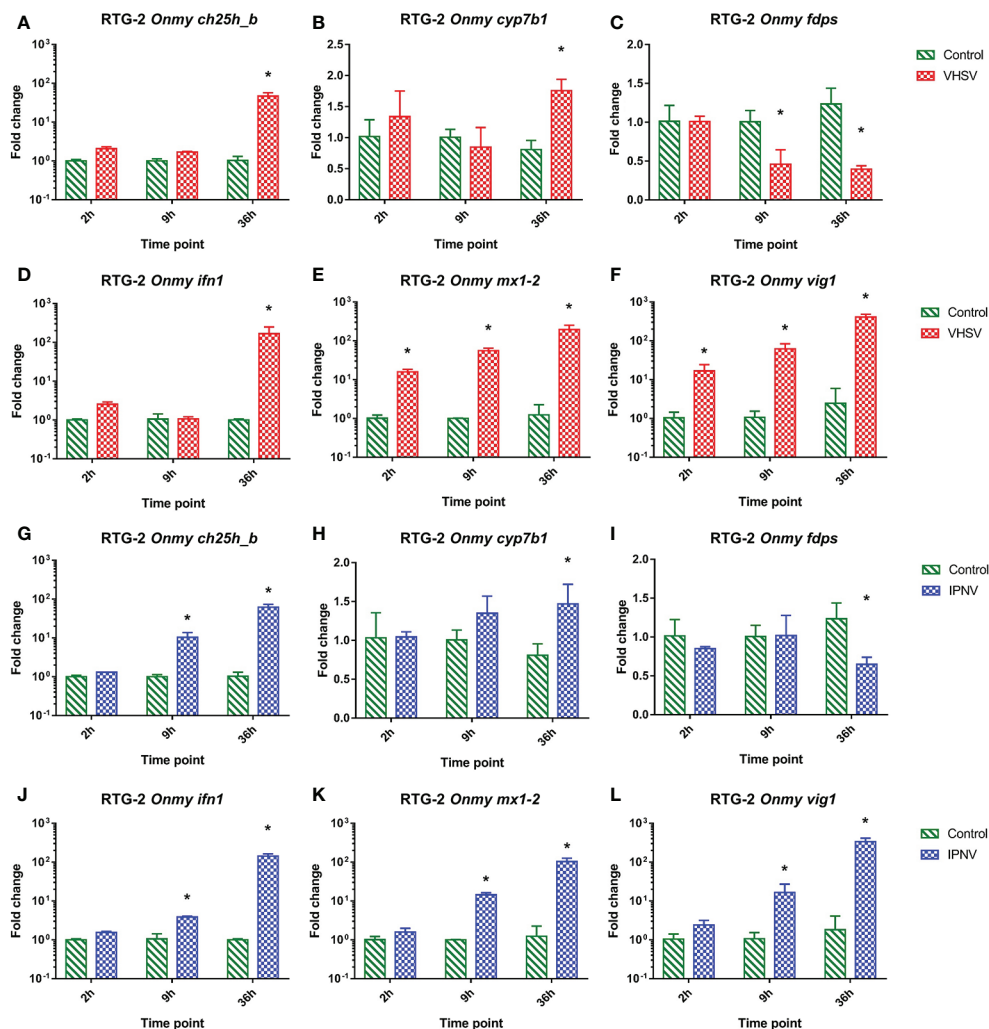 A RTG-2 Onmy ch25h_b
Fold change
10³
10²
10¹
10⁰
10⁻¹
2h 9h 36h
*
Time point
B RTG-2 Onmy cyp7b1
Fold change
2.5
2.0
1.5
1.0
0.5
0.0
2h 9h 36h
*
Time point
C RTG-2 Onmy fdps
Fold change
2.0
1.5
1.0
0.5
0.0
2h 9h 36h
* *
Time point
Control
VHSV
D RTG-2 Onmy ifn1
Fold change
10³
10²
10¹
10⁰
10⁻¹
2h 9h 36h
*
Time point
E RTG-2 Onmy mx1-2
Fold change
10³
10²
10¹
10⁰
10⁻¹
2h 9h 36h
* * *
Time point
F RTG-2 Onmy vig1
Fold change
10³
10²
10¹
10⁰
10⁻¹
2h 9h 36h
* * *
Time point
Control
VHSV
G RTG-2 Onmy ch25h_b
Fold change
10³
10²
10¹
10⁰
10⁻¹
2h 9h 36h
* *
Time point
H RTG-2 Onmy cyp7b1
Fold change
2.0
1.5
1.0
0.5
0.0
2h 9h 36h
*
Time point
I RTG-2 Onmy fdps
Fold change
2.0
1.5
1.0
0.5
0.0
2h 9h 36h
*
Time point
Control
IPNV
J RTG-2 Onmy ifn1
Fold change
10³
10²
10¹
10⁰
10⁻¹
2h 9h 36h
* *
Time point
K RTG-2 Onmy mx1-2
Fold change
10³
10²
10¹
10⁰
10⁻¹
2h 9h 36h
* *
Time point
L RTG-2 Onmy vig1
Fold change
10³
10²
10¹
10⁰
10⁻¹
2h 9h 36h
* *
Time point
Control
IPNV